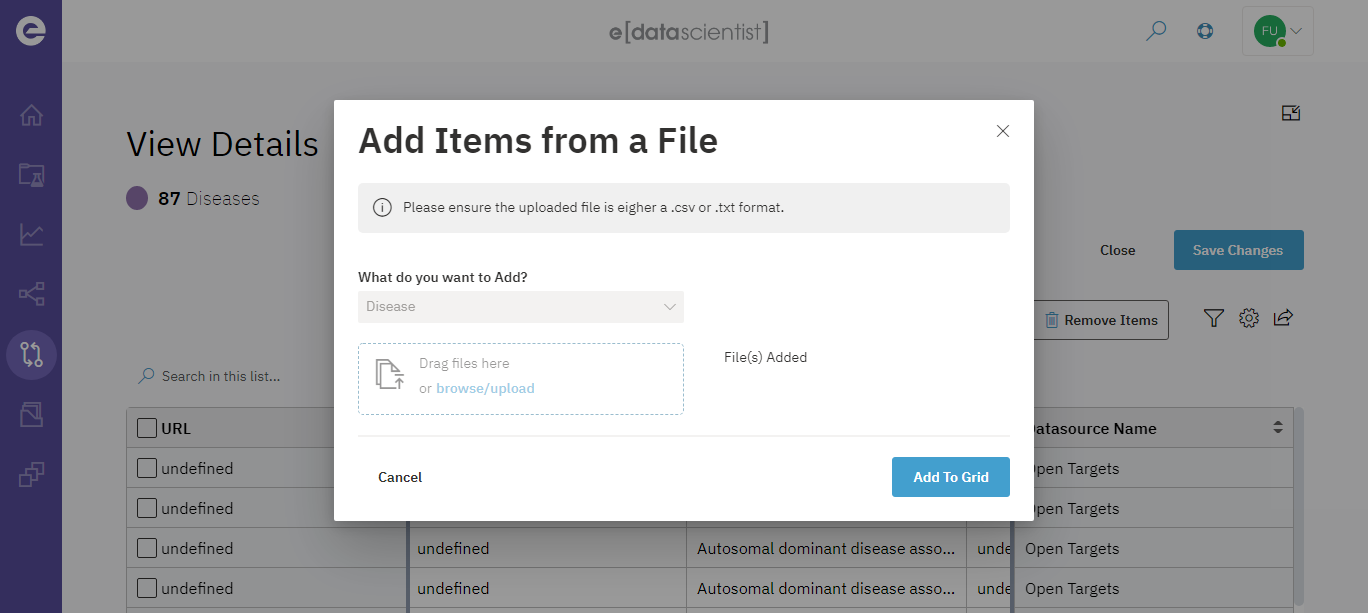 e[datascientist]
FU
View Details
87 Diseases
Add Items from a File
Please ensure the uploaded file is eigher a .csv or .txt format.
What do you want to Add?
Disease
Drag files here
or browse/upload
File(s) Added
Cancel
Add To Grid
Close
Save Changes
Remove Items
Search in this list...
URL
atasource Name
undefined
Open Targets
undefined
Open Targets
undefined undefined Autosomal dominant disease asso... unde Open Targets
undefined undefined Autosomal dominant disease asso... unde Open Targets